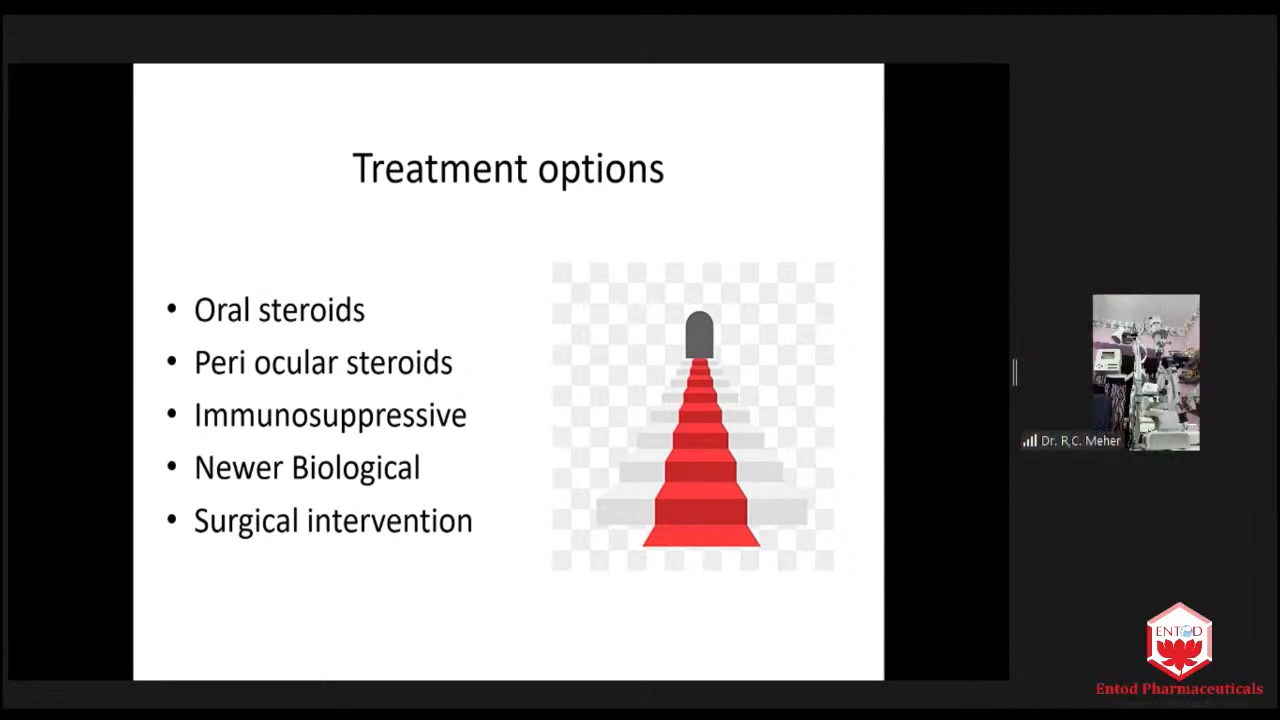 Treatment options
• Oral steroids
• Peri ocular steroids
• Immunosuppressive
• Newer Biological
• Surgical intervention
Dr. R.C. Meher
ENTOD
Entod Pharmaceuticals